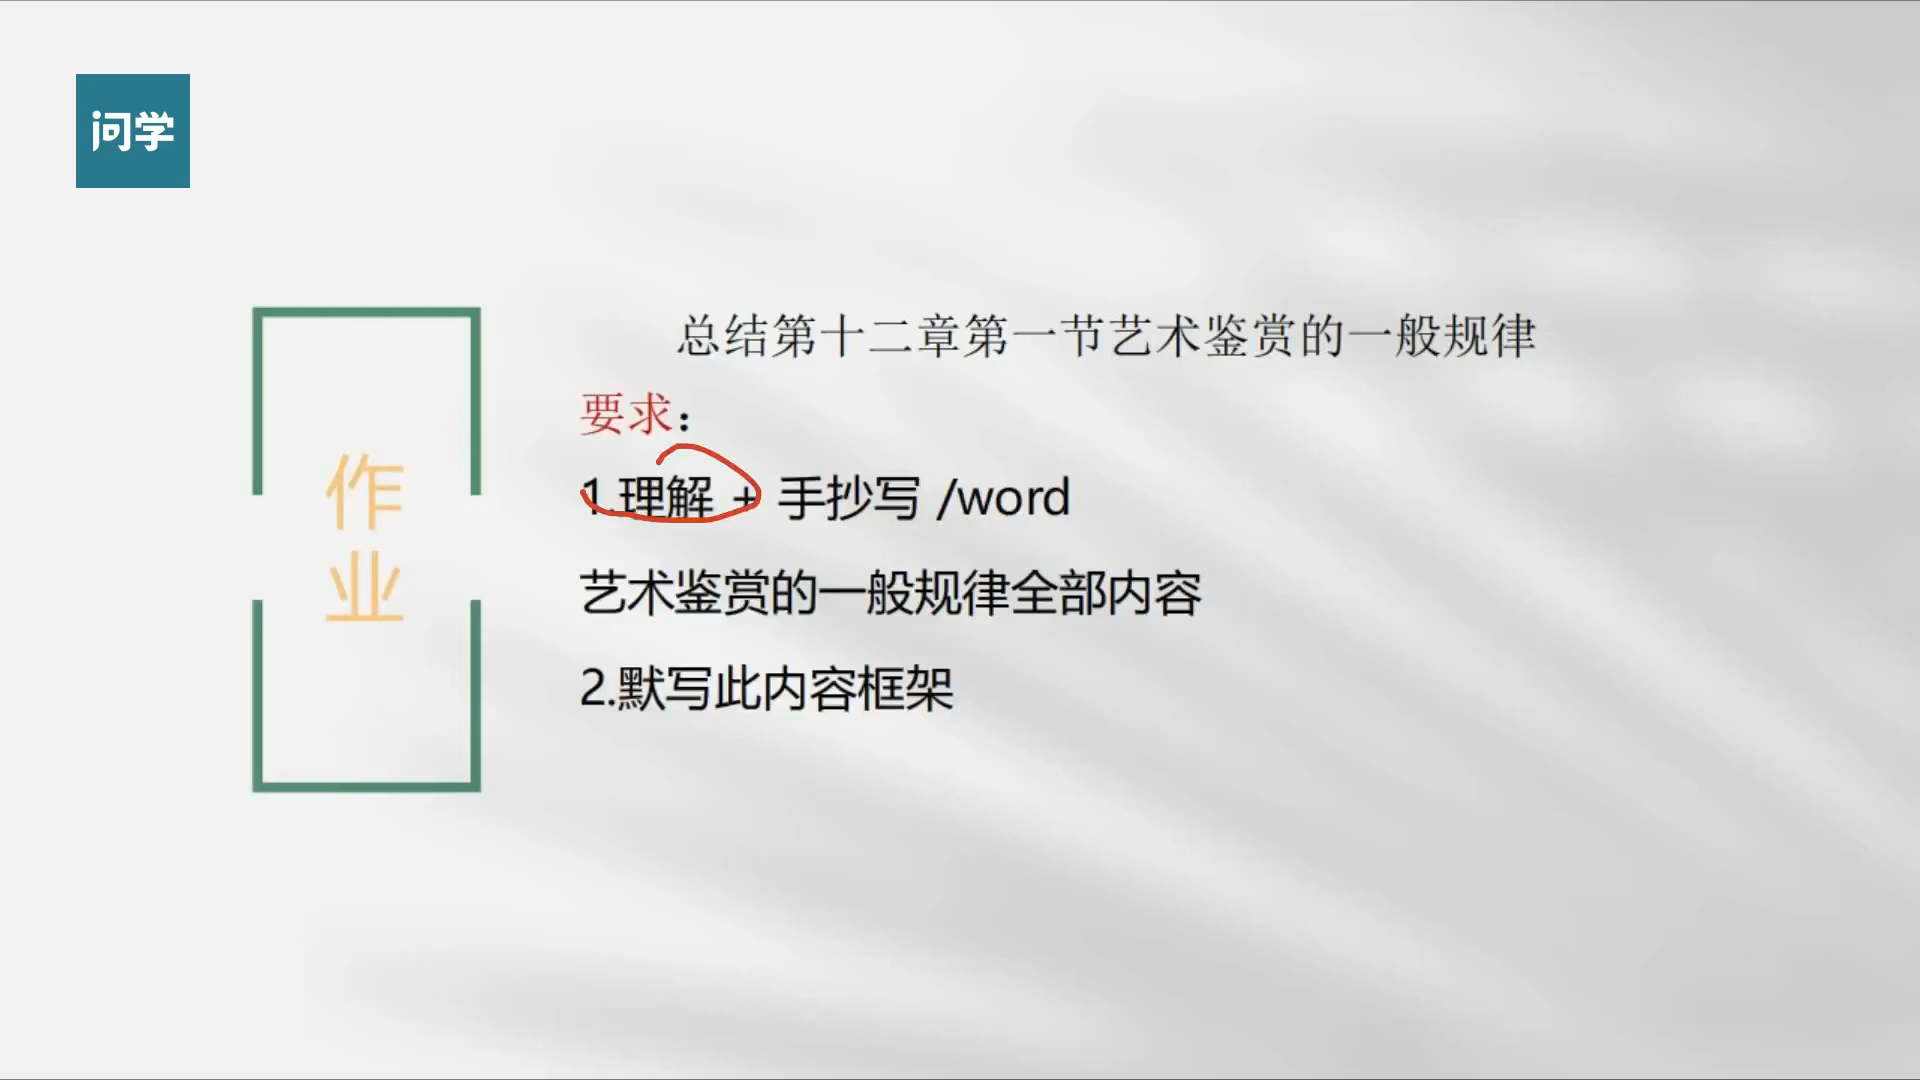 问学
作业
总结第十二章第一节艺术鉴赏的一般规律
要求：
1.理解 + 手抄写 /word
艺术鉴赏的一般规律全部内容
2.默写此内容框架